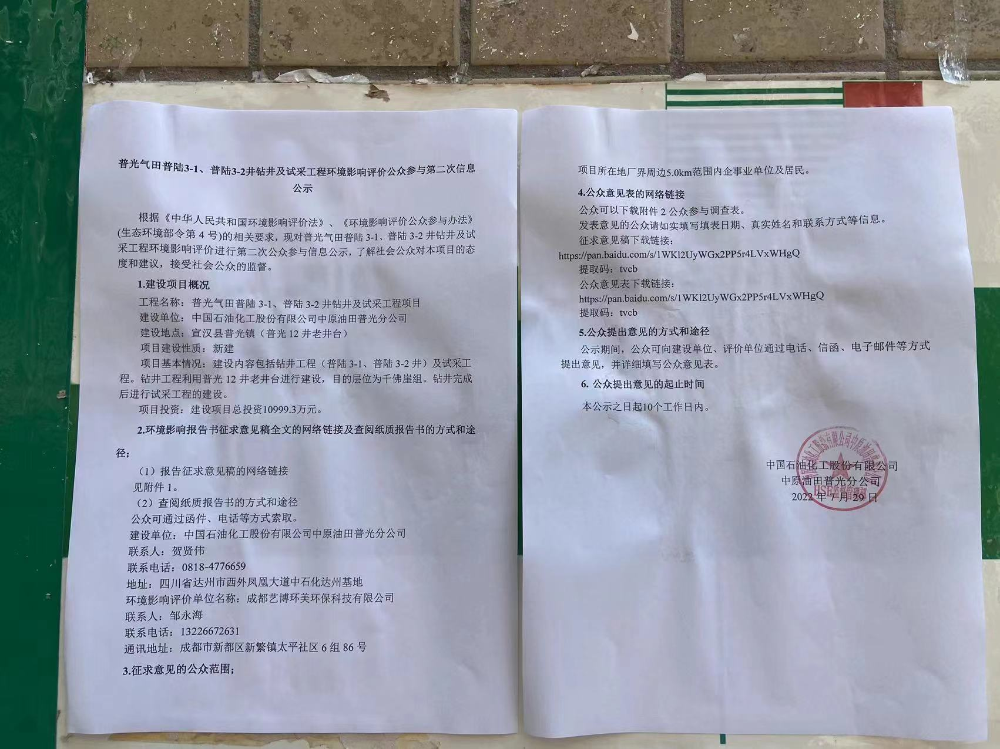 普光气田普陆3-1、普陆3-2井钻井及试采工程环境影响评价公众参与第二次信息
公示
根据《中华人民共和国环境影响评价法》、《环境影响评价公众参与办法》
(生态环境部令第 4 号)的相关要求，现对普光气田普陆 3-1、普陆 3-2 井钻井及试
采工程环境影响评价进行第二次公众参与信息公示，了解社会公众对本项目的态
度和建议，接受社会公众的监督。
1.建设项目概况
工程名称：普光气田普陆 3-1、普陆 3-2 井钻井及试采工程项目
建设单位：中国石油化工股份有限公司中原油田普光分公司
建设地点：宣汉县普光镇（普光 12 井老井台）
项目建设性质：新建
项目基本情况：建设内容包括钻井工程（普陆 3-1、普陆 3-2 井）及试采工
程。钻井工程利用普光 12 井老井台进行建设，目的层位为千佛崖组。钻井完成
后进行试采工程的建设。
项目投资：建设项目总投资10999.3万元。
2.环境影响报告书征求意见稿全文的网络链接及查阅纸质报告书的方式和途
径；
（1）报告征求意见稿的网络链接
见附件 1。
（2）查阅纸质报告书的方式和途径
公众可通过函件、电话等方式索取。
建设单位：中国石油化工股份有限公司中原油田普光分公司
联系人：贺贤伟
联系电话：0818-4776659
地址：四川省达州市西外凤凰大道中石化达州基地
环境影响评价单位名称：成都艺博环美环保科技有限公司
联系人：邹永海
联系电话：13226672631
通讯地址：成都市新都区新繁镇太平社区 6 组 86 号
3.征求意见的公众范围；
项目所在地厂界周边5.0km范围内企事业单位及居民。
4.公众意见表的网络链接
公众可以下载附件 2 公众参与调查表。
发表意见的公众请如实填写填表日期、真实姓名和联系方式等信息。
征求意见稿下载链接：
https://pan.baidu.com/s/1WKl2UyWGx2PP5r4LVxWHgQ
提取码：tvcb
公众意见表下载链接：
https://pan.baidu.com/s/1WKl2UyWGx2PP5r4LVxWHgQ
提取码：tvcb
5.公众提出意见的方式和途径
公示期间，公众可向建设单位、评价单位通过电话、信函、电子邮件等方式
提出意见，并详细填写公众意见表。
6. 公众提出意见的起止时间
本公示之日起10个工作日内。
中国石油化工股份有限公司
中原油田普光分公司
2022 年 7 月 29 日
HSE监督管理部